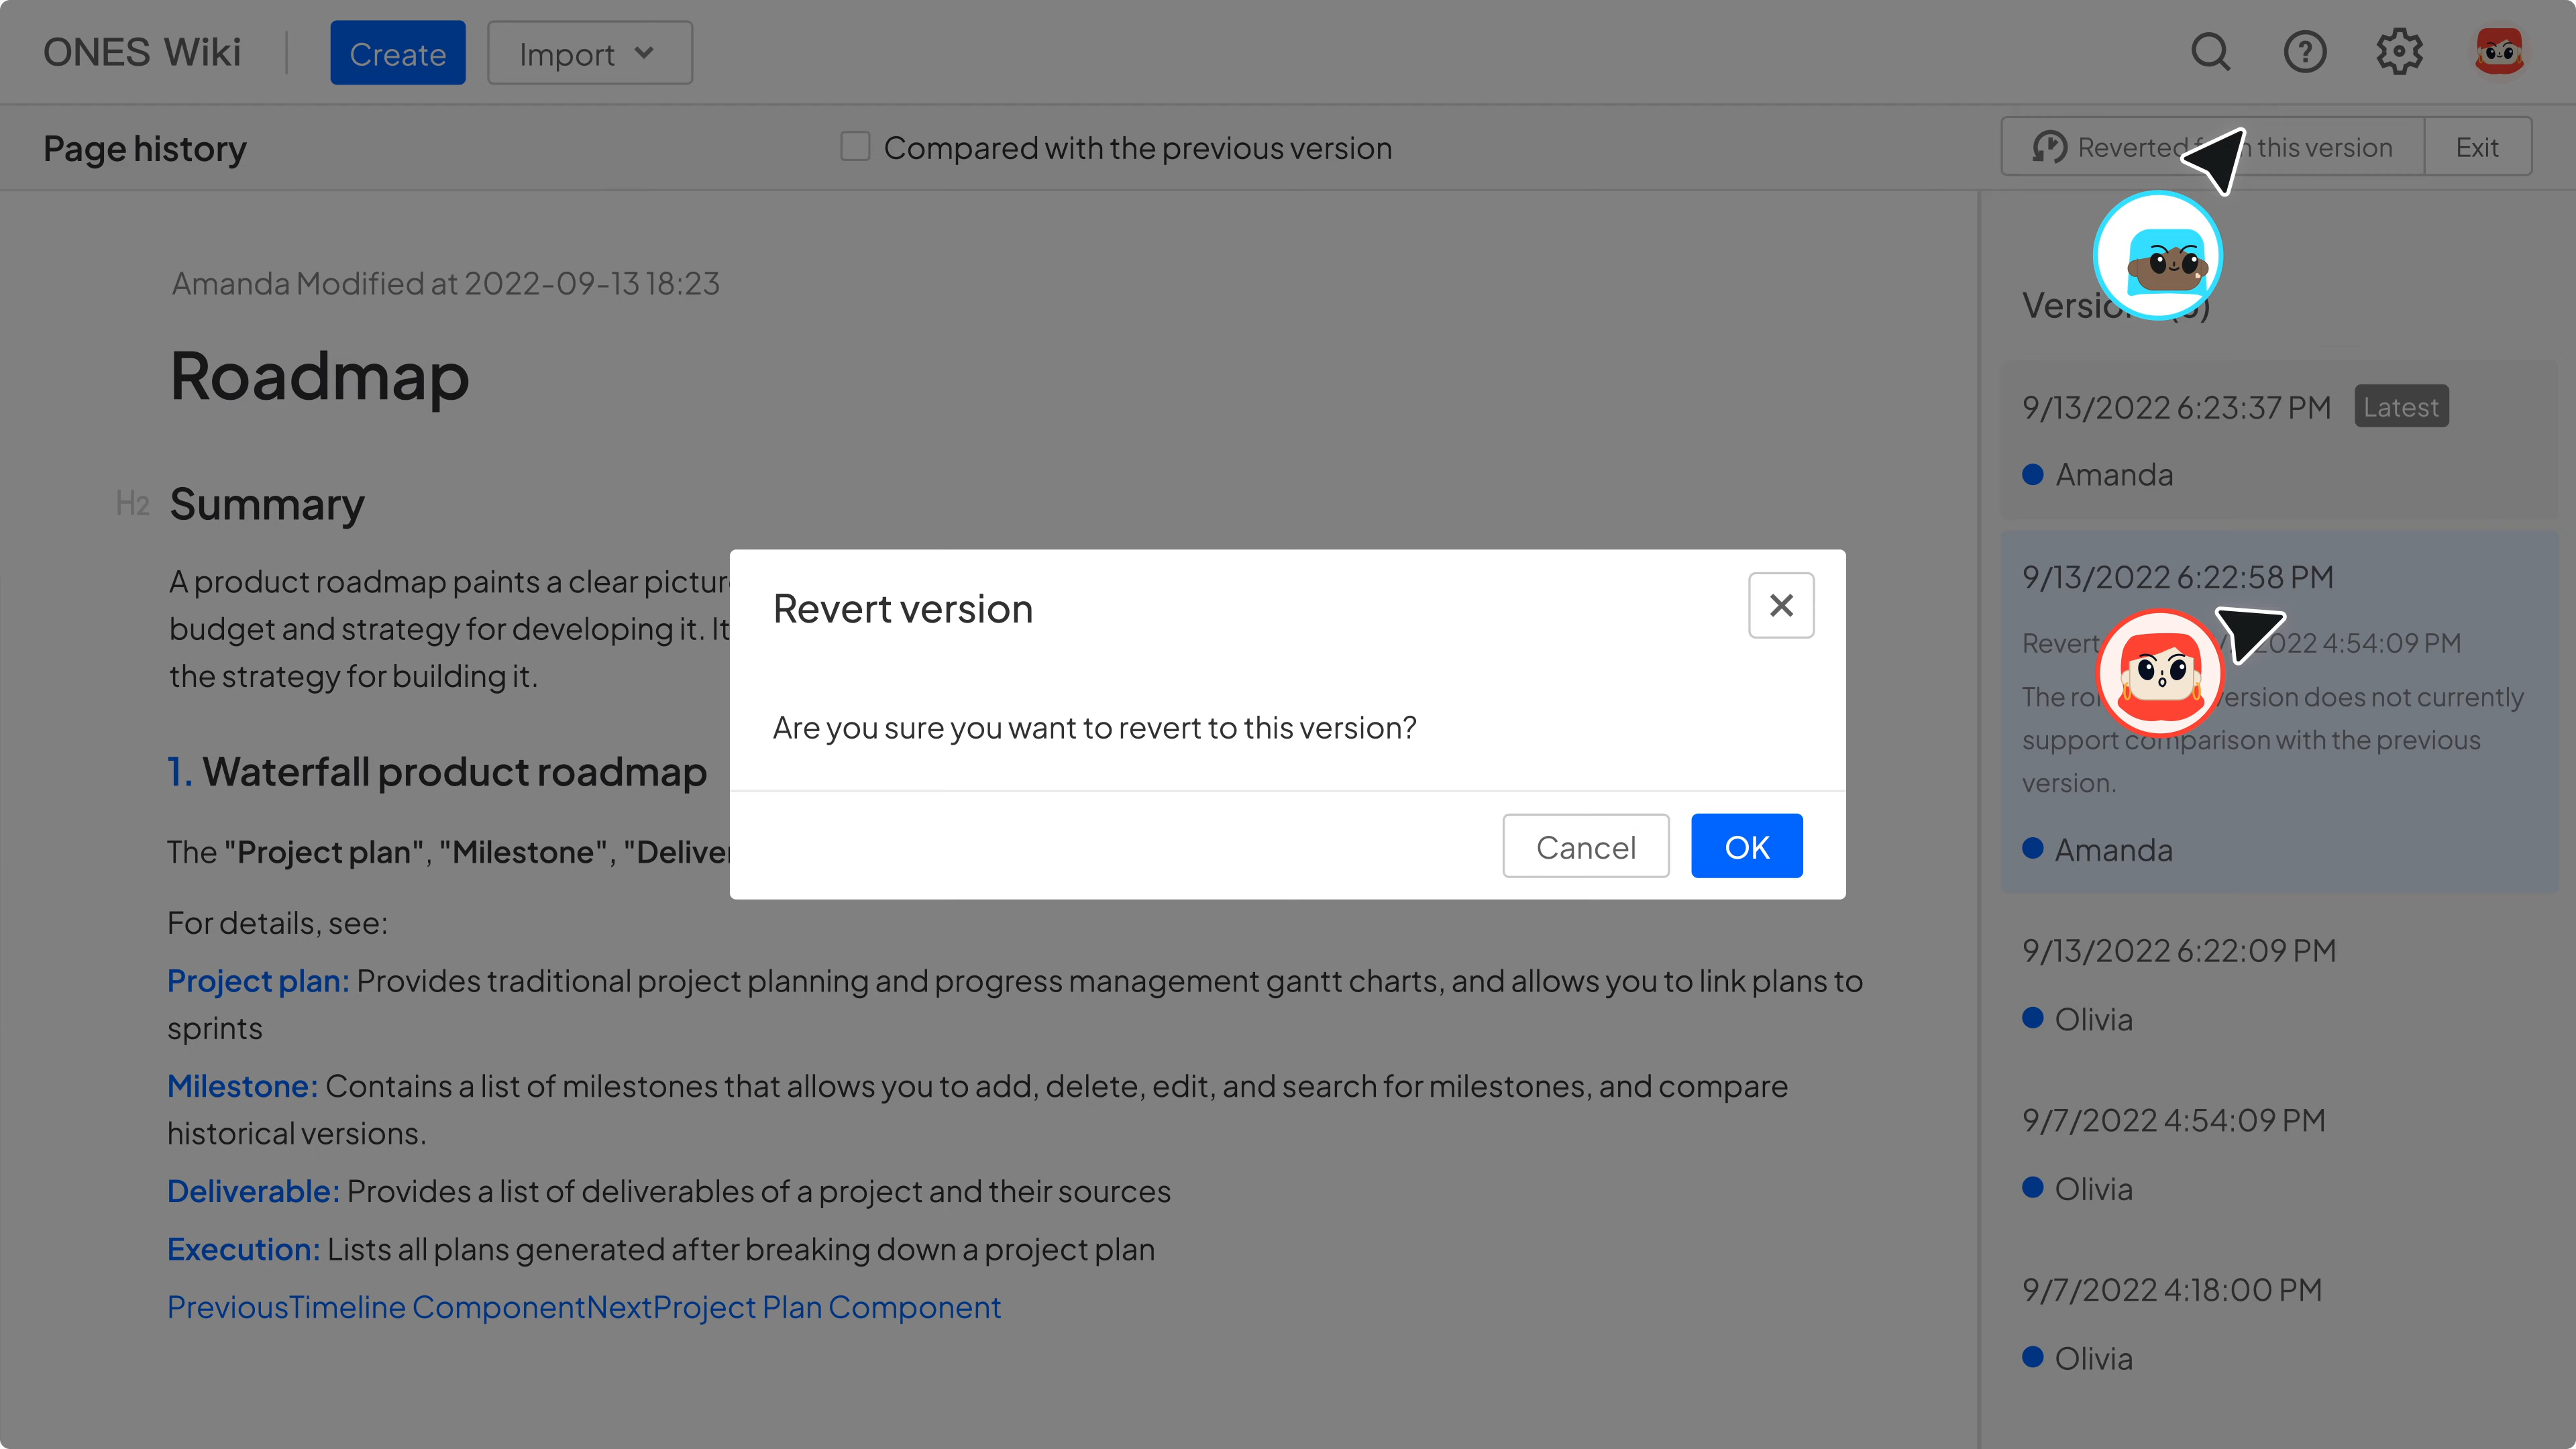 ONES Wiki
Create
Import
Page history
Compared with the previous version
Reverted this version
Exit
Amanda Modified at 2022-09-13 18:23
Roadmap
H2 Summary
A product roadmap paints a clear
budget and strategy for developing it. It
the strategy for building it.
1. Waterfall product roadmap
The "Project plan", "Milestone",
For details, see:
Project plan: Provides traditional project planning and progress management gantt charts, and allows you to link plans to
sprints
Milestone: Contains a list of milestones that allows you to add, delete, edit, and search for milestones, and compare
historical versions.
Deliverable: Provides a list of deliverables of a project and their sources
Execution: Lists all plans generated after breaking down a project plan
PreviousTimeline ComponentNextProject Plan Component
Revert version
Are you sure you want to revert to this version?
Cancel
OK
9/13/2022 6:23:37 PM Latest
Amanda
9/13/2022 6:22:58 PM
4:54:09 PM
The version does not currently
support comparison with the previous
version.
Amanda
9/13/2022 6:22:09 PM
Olivia
9/7/2022 4:54:09 PM
Olivia
9/7/2022 4:18:00 PM
Olivia